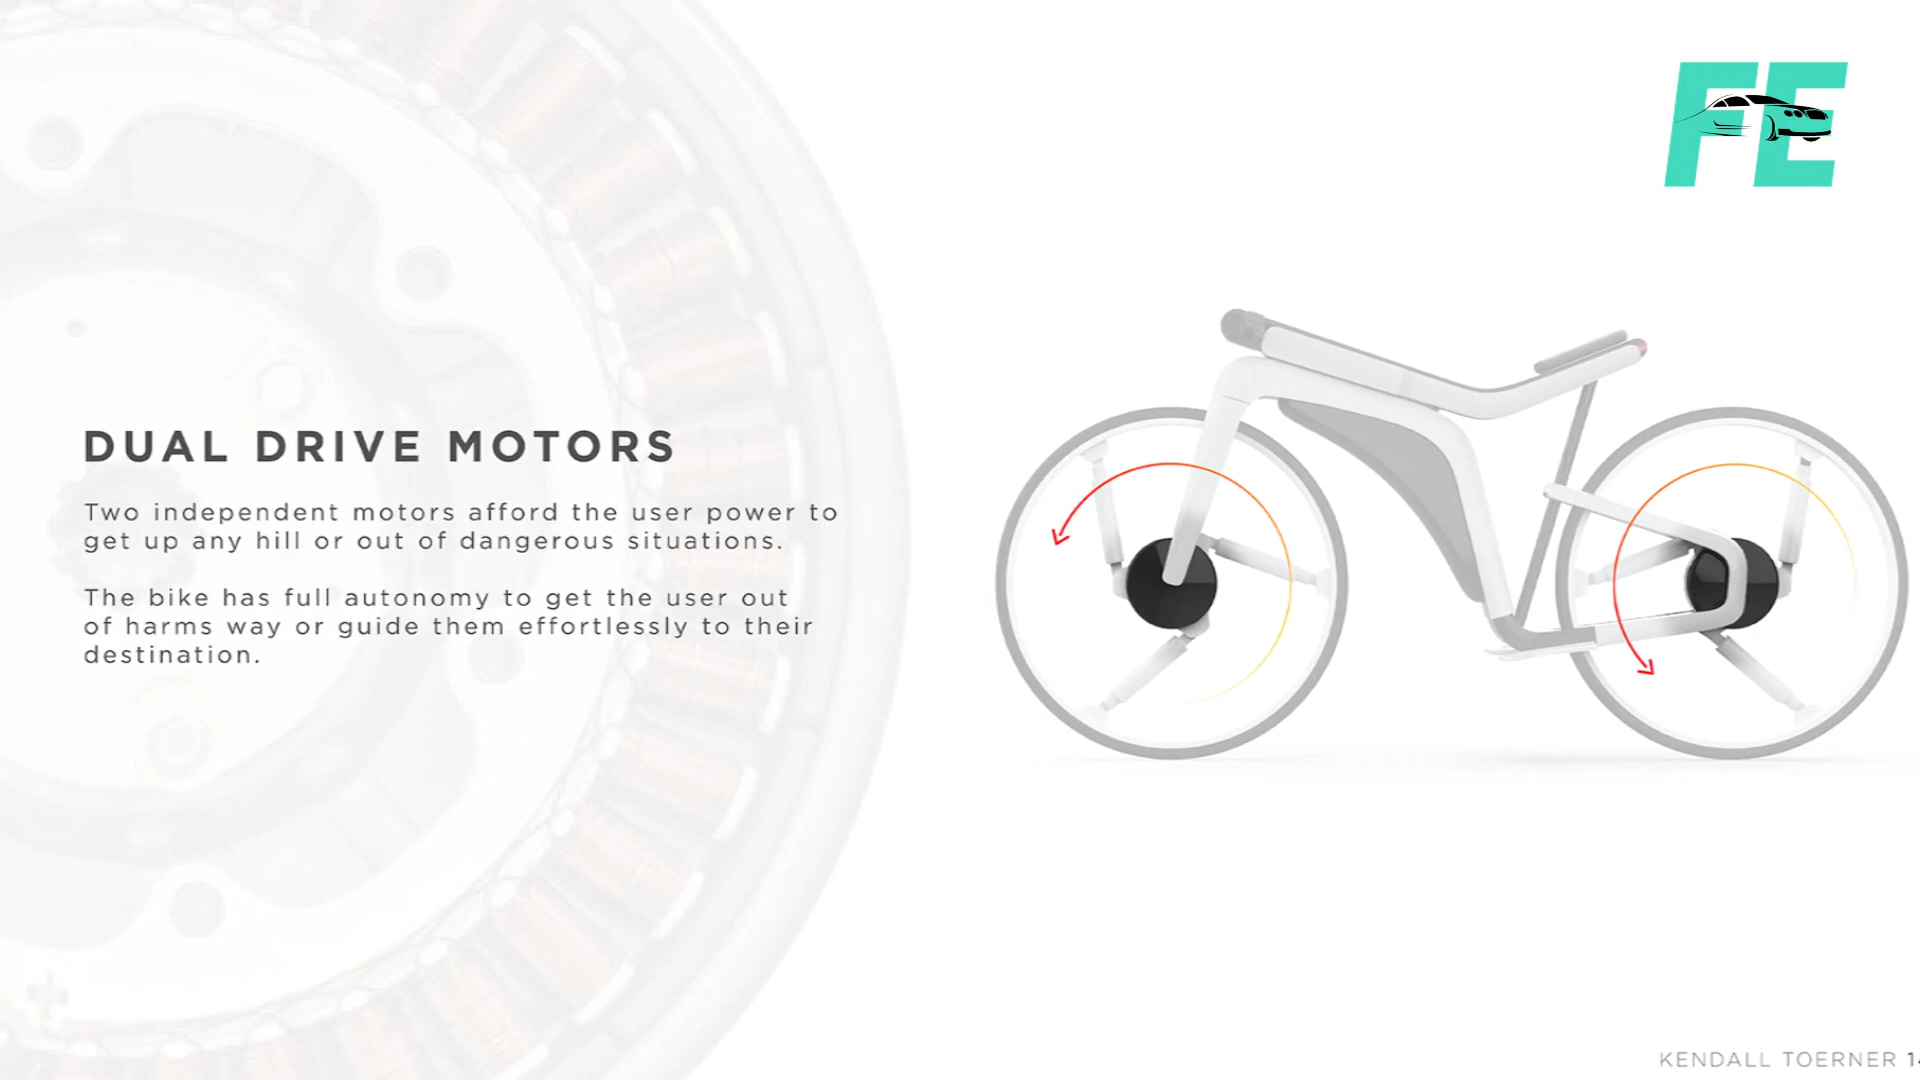 FE
DUAL DRIVE MOTORS
Two independent motors afford the user power to
get up any hill or out of dangerous situations.
The bike has full autonomy to get the user out
of harms way or guide them effortlessly to their
destination.
KENDALL TOERNER